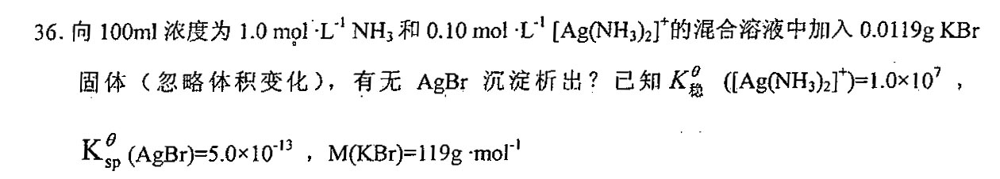 36. 向 100ml 浓度为 1.0 mol·L⁻¹ NH₃ 和 0.10 mol ·L⁻¹ [Ag(NH₃)₂]⁺的混合溶液中加入 0.0119g KBr
固体（忽略体积变化），有无 AgBr 沉淀析出？已知 K稳^θ ([Ag(NH₃)₂]⁺)=1.0×10⁷，
Ksp^θ (AgBr)=5.0×10⁻¹³，M(KBr)=119g ·mol⁻¹